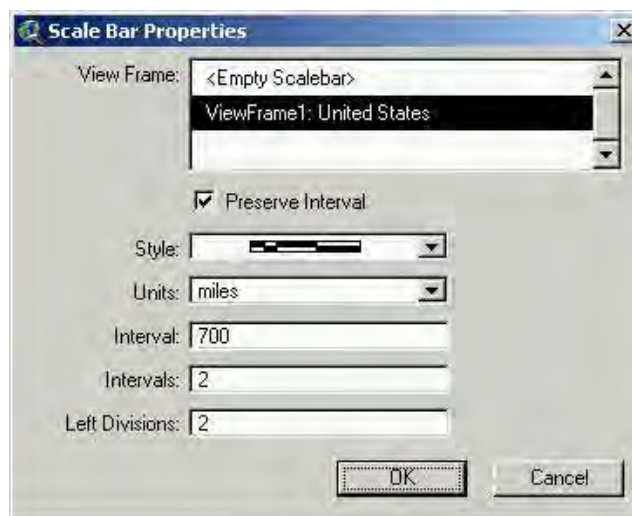 Scale Bar Properties
View Frame:
<Empty Scalebar>
ViewFrame1: United States
Preserve Interval
Style:
Units: miles
Interval: 700
Intervals: 2
Left Divisions: 2
OK
Cancel